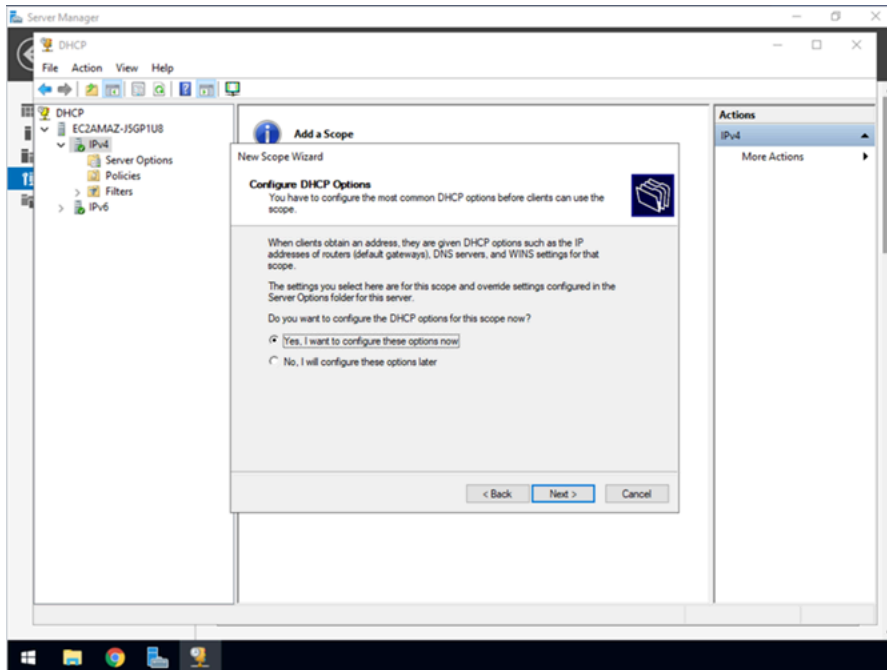 Server Manager
DHCP
File Action View Help
DHCP
EC2AMAZ-J5GP1U8
IPv4
Server Options
Policies
Filters
IPv6
Add a Scope
New Scope Wizard
Configure DHCP Options
You have to configure the most common DHCP options before clients can use the
scope.
When clients obtain an address, they are given DHCP options such as the IP
addresses of routers (default gateways), DNS servers, and WINS settings for that
scope.
The settings you select here are for this scope and override settings configured in the
Server Options folder for this server.
Do you want to configure the DHCP options for this scope now?
Yes, I want to configure these options now
No, I will configure these options later
< Back Next > Cancel
Actions
IPv4
More Actions